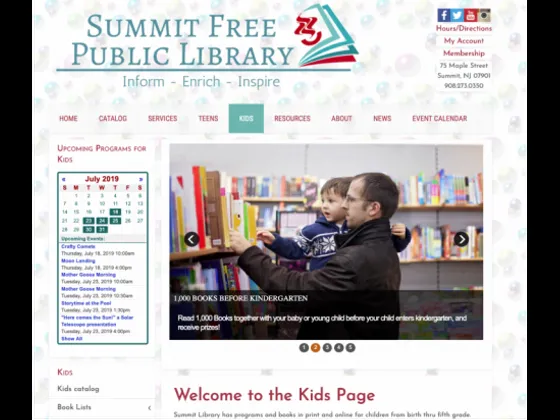 SUMMIT FREE
PUBLIC LIBRARY
Inform - Enrich - Inspire
Hours/Directions
My Account
Membership
75 Maple Street
Summit, NJ 07901
908.273.0350
HOME CATALOG SERVICES TEENS KIDS RESOURCES ABOUT NEWS EVENT CALENDAR
UPCOMING PROGRAMS FOR
KIDS
« July 2019 »
S M T W T F S
1 2 3 4 5 6
7 8 9 10 11 12 13
14 15 16 17 18 19 20
21 22 23 24 25 26 27
28 29 30 31
Upcoming Events:
Crafty Comets
Thursday, July 18, 2019 10:00am
Moon Landing
Thursday, July 18, 2019 4:00pm
Mother Goose Morning
Tuesday, July 23, 2019 10:00am
Mother Goose Morning
Tuesday, July 23, 2019 10:30am
Storytime at the Pool
Tuesday, July 23, 2019 1:30pm
"Here comes the Sun!" a Solar
Telescope presentation
Tuesday, July 23, 2019 4:30pm
Show All
1,000 BOOKS BEFORE KINDERGARTEN
Read 1,000 Books together with your baby or young child before your child enters kindergarten, and
receive prizes!
1 2 3 4 5
KIDS
Kids catalog
Book Lists
Welcome to the Kids Page
Summit Library has programs and books in print and online for children from birth thru fifth grade